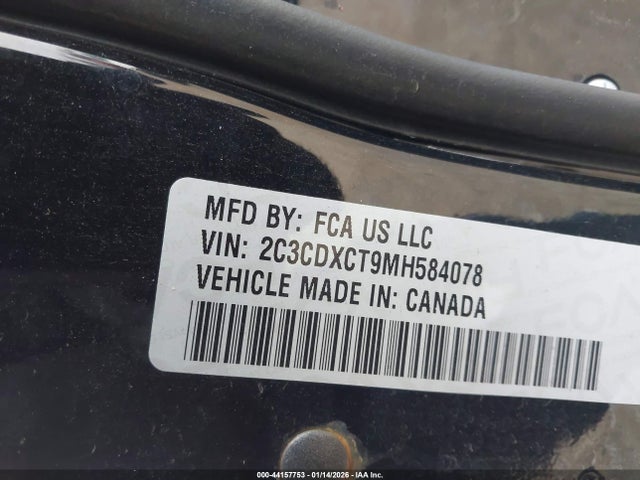 MFD BY: FCA US LLC
VIN: 2C3CDXCT9MH584078
VEHICLE MADE IN: CANADA
000-44157753 - 01/14/2026 - IAA Inc.